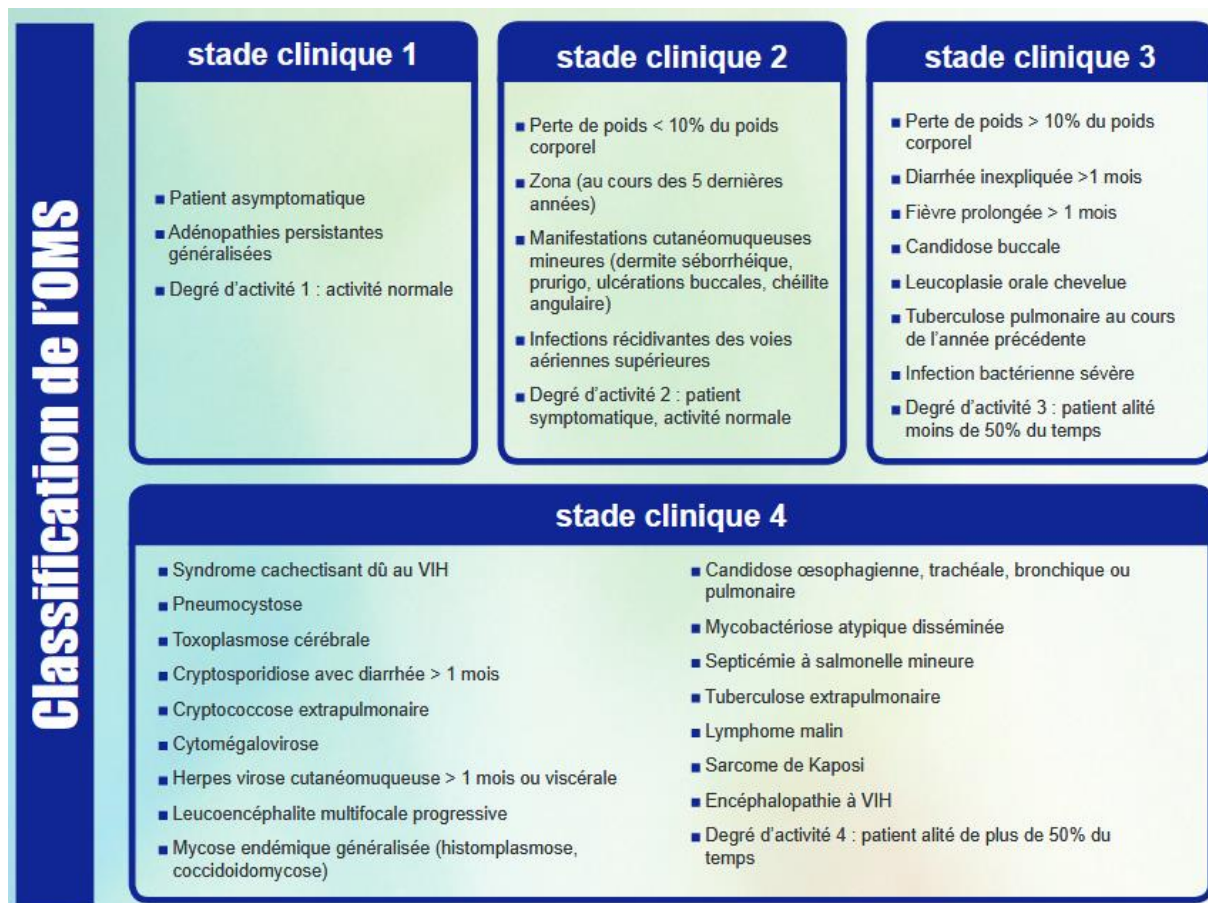 Classification de l'OMS
stade clinique 1
■ Patient asymptomatique
■ Adénopathies persistantes
généralisées
■ Degré d'activité 1 : activité normale
stade clinique 2
■ Perte de poids < 10% du poids
corporel
■ Zona (au cours des 5 dernières
années)
■ Manifestations cutanéomuqueuses
mineures (dermite séborrhéique,
prurigo, ulcérations buccales, chéilite
angulaire)
■ Infections récidivantes des voies
aériennes supérieures
■ Degré d'activité 2 : patient
symptomatique, activité normale
stade clinique 3
■ Perte de poids > 10% du poids
corporel
■ Diarrhée inexpliquée >1 mois
■ Fièvre prolongée > 1 mois
■ Candidose buccale
■ Leucoplasie orale chevelue
■ Tuberculose pulmonaire au cours
de l'année précédente
■ Infection bactérienne sévère
■ Degré d'activité 3 : patient alité
moins de 50% du temps
stade clinique 4
■ Syndrome cachectisant dû au VIH
■ Pneumocystose
■ Toxoplasmose cérébrale
■ Cryptosporidiose avec diarrhée > 1 mois
■ Cryptococcose extrapulmonaire
■ Cytomégalovirose
■ Herpes virose cutanéomuqueuse > 1 mois ou viscérale
■ Leucoencéphalite multifocale progressive
■ Mycose endémique généralisée (histomplasmose,
coccidoidomycose)
■ Candidose œsophagienne, trachéale, bronchique ou
pulmonaire
■ Mycobactériose atypique disséminée
■ Septicémie à salmonelle mineure
■ Tuberculose extrapulmonaire
■ Lymphome malin
■ Sarcome de Kaposi
■ Encéphalopathie à VIH
■ Degré d'activité 4 : patient alité de plus de 50% du
temps